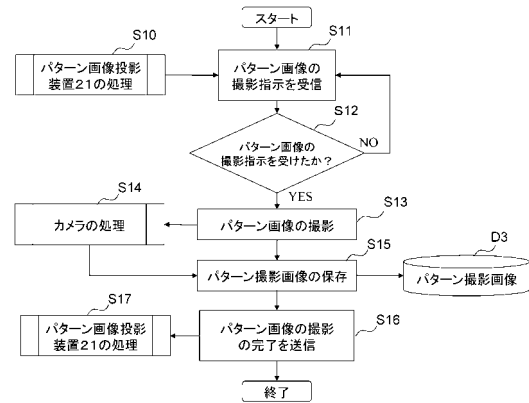 スタート
S10
S11
パターン画像投影
装置21の処理
パターン画像の
撮影指示を受信
S12
パターン画像の
撮影指示を受けたか？
NO
YES
S14
S13
カメラの処理
パターン画像の撮影
S15
D3
パターン撮影画像の保存
パターン撮影画像
S17
S16
パターン画像投影
装置21の処理
パターン画像の撮影
の完了を送信
終了